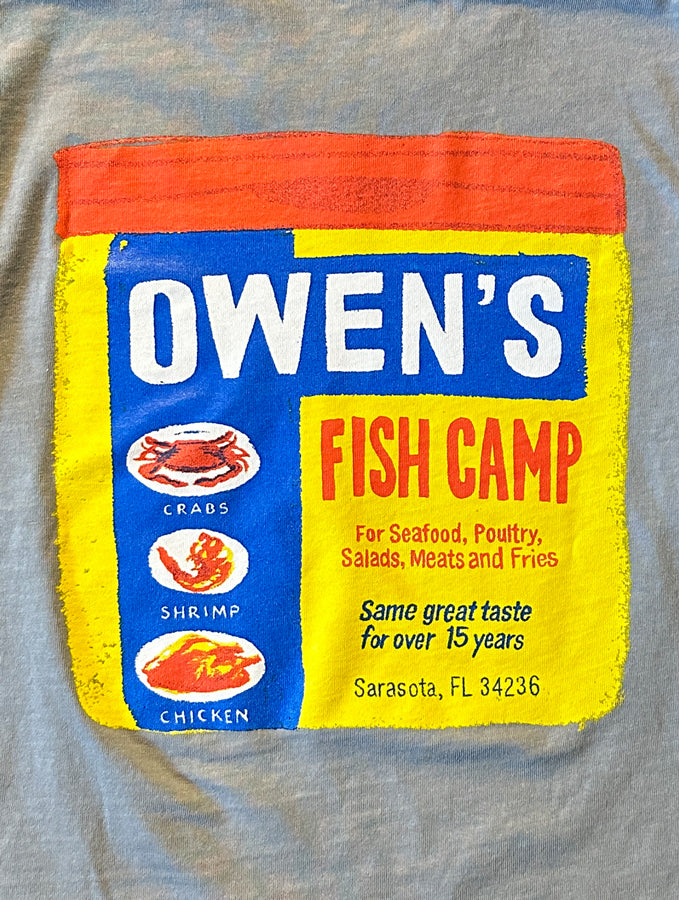 OWEN'S
FISH CAMP
For Seafood, Poultry,
Salads, Meats and Fries
Same great taste
for over 15 years
Sarasota, FL 34236
CRABS
SHRIMP
CHICKEN